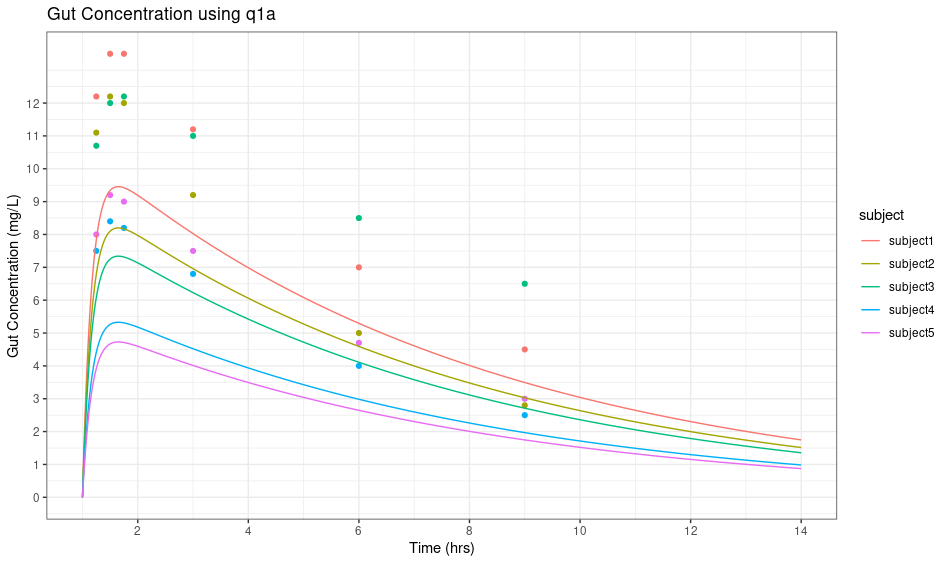 Gut Concentration using q1a
Gut Concentration (mg/L)
12
11
10
9
8
7
6
5
4
3
2
1
0
2 4 6 8 10 12 14
Time (hrs)
subject
subject1
subject2
subject3
subject4
subject5